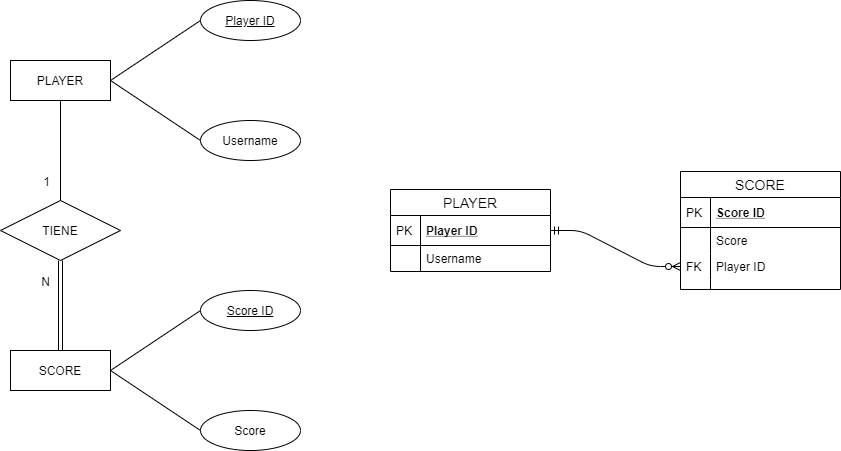 Player ID
PLAYER
Username
1
TIENE
N
Score ID
SCORE
Score
PLAYER
PK Player ID
Username
SCORE
PK Score ID
Score
FK Player ID